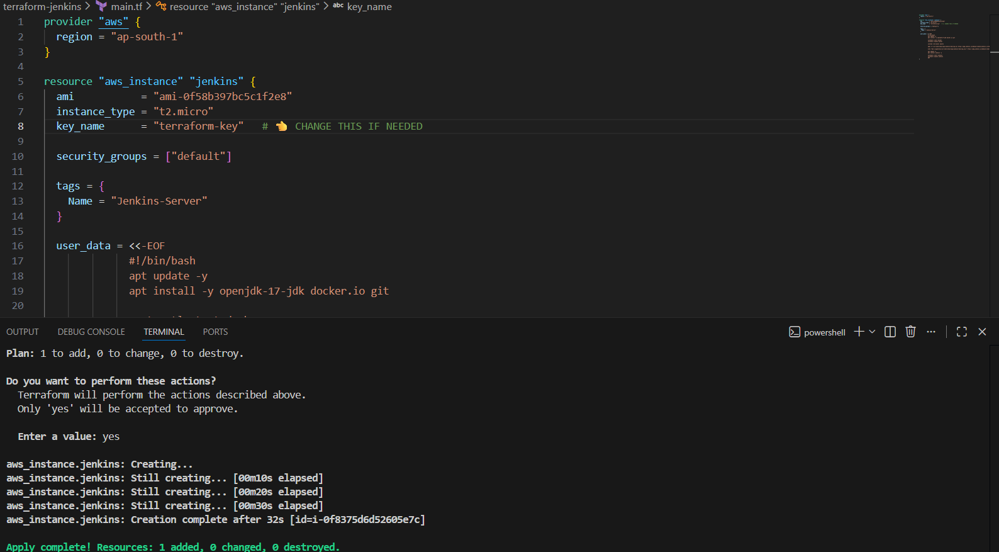 terraform-jenkins > main.tf > resource "aws_instance" "jenkins" > abc key_name
1 provider "aws" {
2   region = "ap-south-1"
3 }
4
5 resource "aws_instance" "jenkins" {
6   ami           = "ami-0f58b397bc5c1f2e8"
7   instance_type = "t2.micro"
8   key_name      = "terraform-key"   # 👈 CHANGE THIS IF NEEDED
9
10   security_groups = ["default"]
11
12   tags = {
13     Name = "Jenkins-Server"
14   }
15
16   user_data = <<-EOF
17               #!/bin/bash
18               apt update -y
19               apt install -y openjdk-17-jdk docker.io git
20
OUTPUT DEBUG CONSOLE TERMINAL PORTS powershell
Plan: 1 to add, 0 to change, 0 to destroy.
Do you want to perform these actions?
  Terraform will perform the actions described above.
  Only 'yes' will be accepted to approve.
  Enter a value: yes
aws_instance.jenkins: Creating...
aws_instance.jenkins: Still creating... [00m10s elapsed]
aws_instance.jenkins: Still creating... [00m20s elapsed]
aws_instance.jenkins: Still creating... [00m30s elapsed]
aws_instance.jenkins: Creation complete after 32s [id=i-0f8375d6d52605e7c]
Apply complete! Resources: 1 added, 0 changed, 0 destroyed.